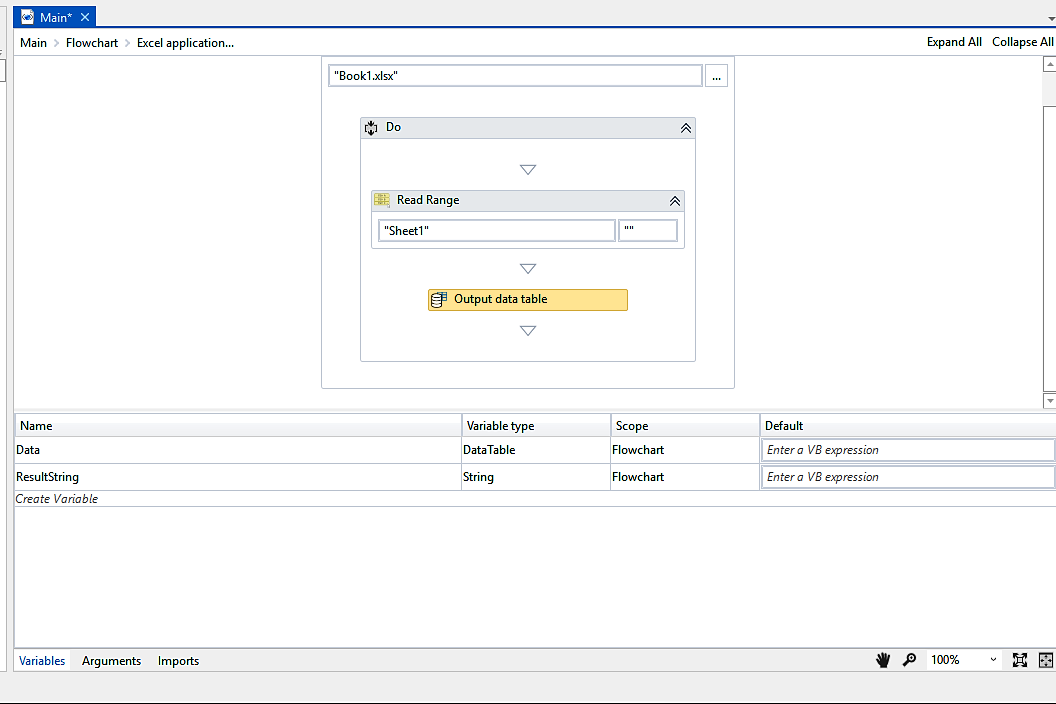 Main*
Main > Flowchart > Excel application... Expand All Collapse All
"Book1.xlsx" ...
Do
Read Range
"Sheet1" ""
Output data table
Name Variable type Scope Default
Data DataTable Flowchart Enter a VB expression
ResultString String Flowchart Enter a VB expression
Create Variable
Variables Arguments Imports 100%